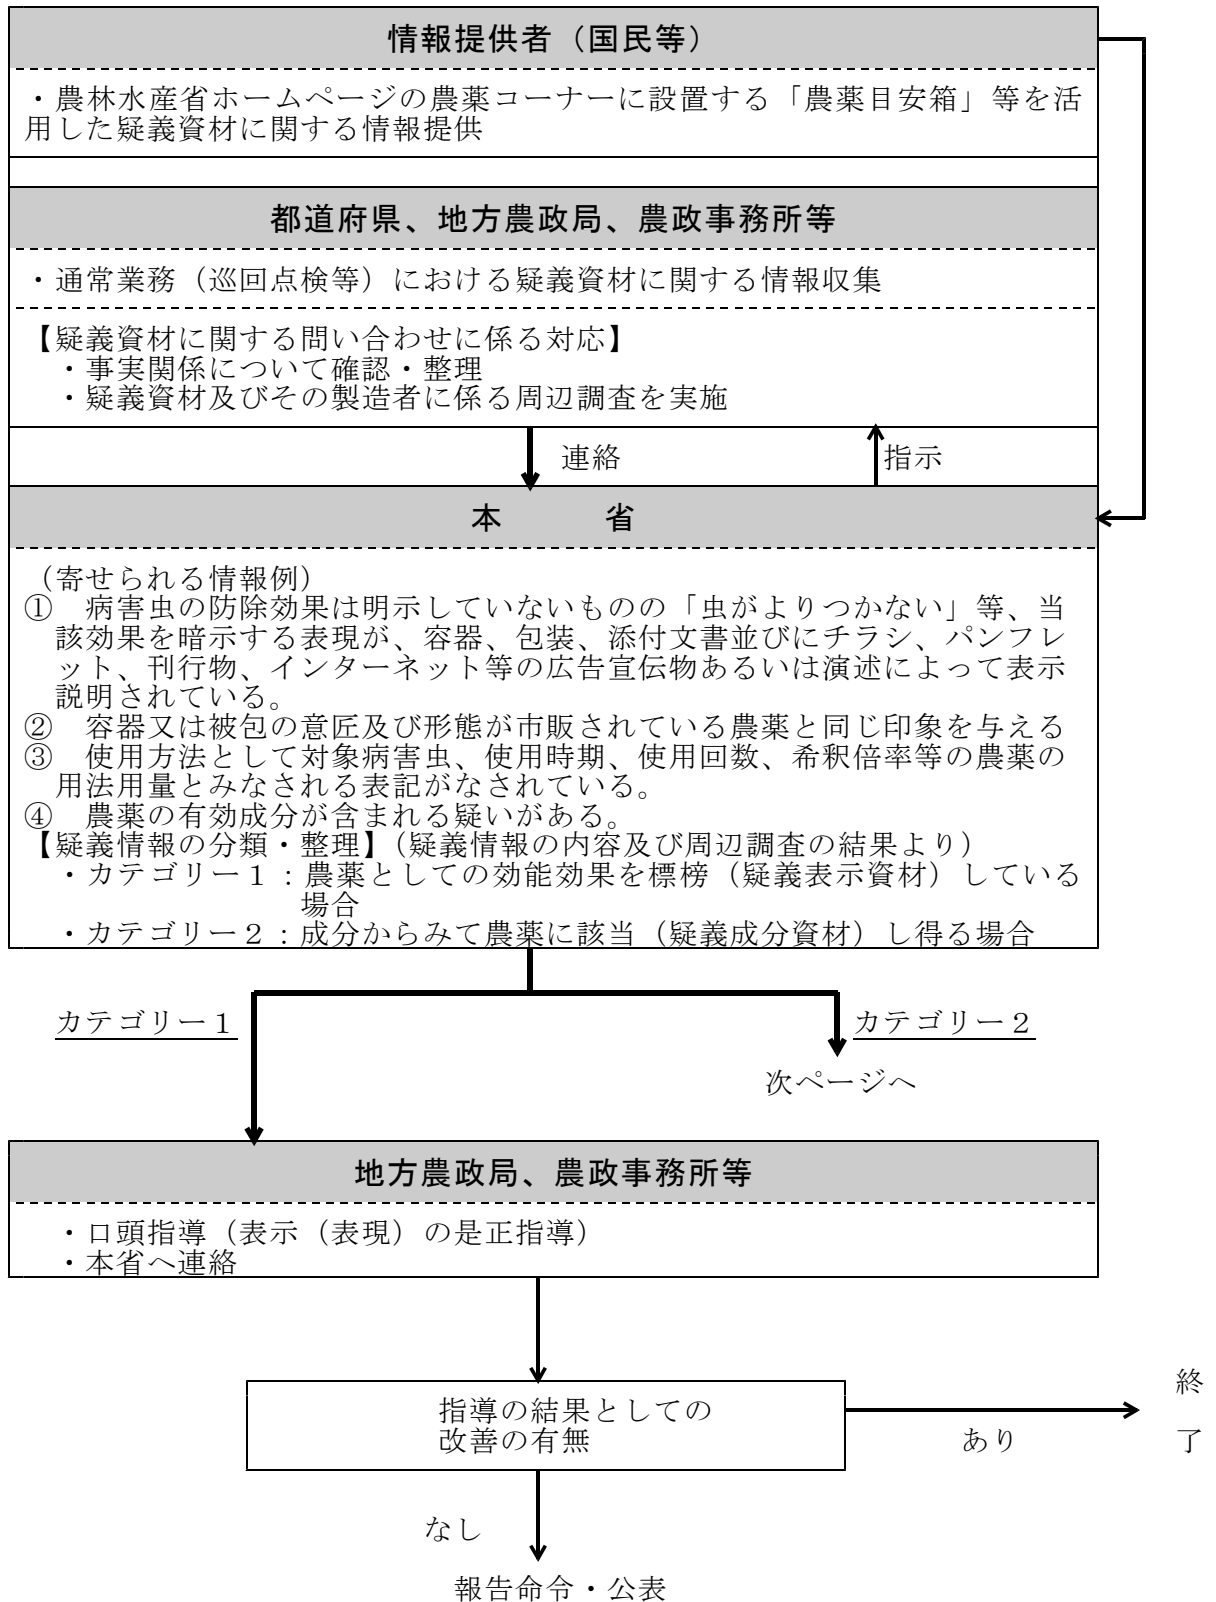 情報提供者（国民等）
・農林水産省ホームページの農薬コーナーに設置する「農薬目安箱」等を活
用した疑義資材に関する情報提供
都道府県、地方農政局、農政事務所等
・通常業務（巡回点検等）における疑義資材に関する情報収集
【疑義資材に関する問い合わせに係る対応】
・事実関係について確認・整理
・疑義資材及びその製造者に係る周辺調査を実施
連絡
指示
本　　　省
（寄せられる情報例）
①　病害虫の防除効果は明示していないものの「虫がよりつかない」等、当
該効果を暗示する表現が、容器、包装、添付文書並びにチラシ、パンフレ
ット、刊行物、インターネット等の広告宣伝物あるいは演述によって表示
説明されている。
②　容器又は被包の意匠及び形態が市販されている農薬と同じ印象を与える
③　使用方法として対象病害虫、使用時期、使用回数、希釈倍率等の農薬の
用法用量とみなされる表記がなされている。
④　農薬の有効成分が含まれる疑いがある。
【疑義情報の分類・整理】（疑義情報の内容及び周辺調査の結果より）
・カテゴリー１：農薬としての効能効果を標榜（疑義表示資材）している
場合
・カテゴリー２：成分からみて農薬に該当（疑義成分資材）し得る場合
カテゴリー１
カテゴリー２
次ページへ
地方農政局、農政事務所等
・口頭指導（表示（表現）の是正指導）
・本省へ連絡
指導の結果としての
改善の有無
あり
終
了
なし
報告命令・公表